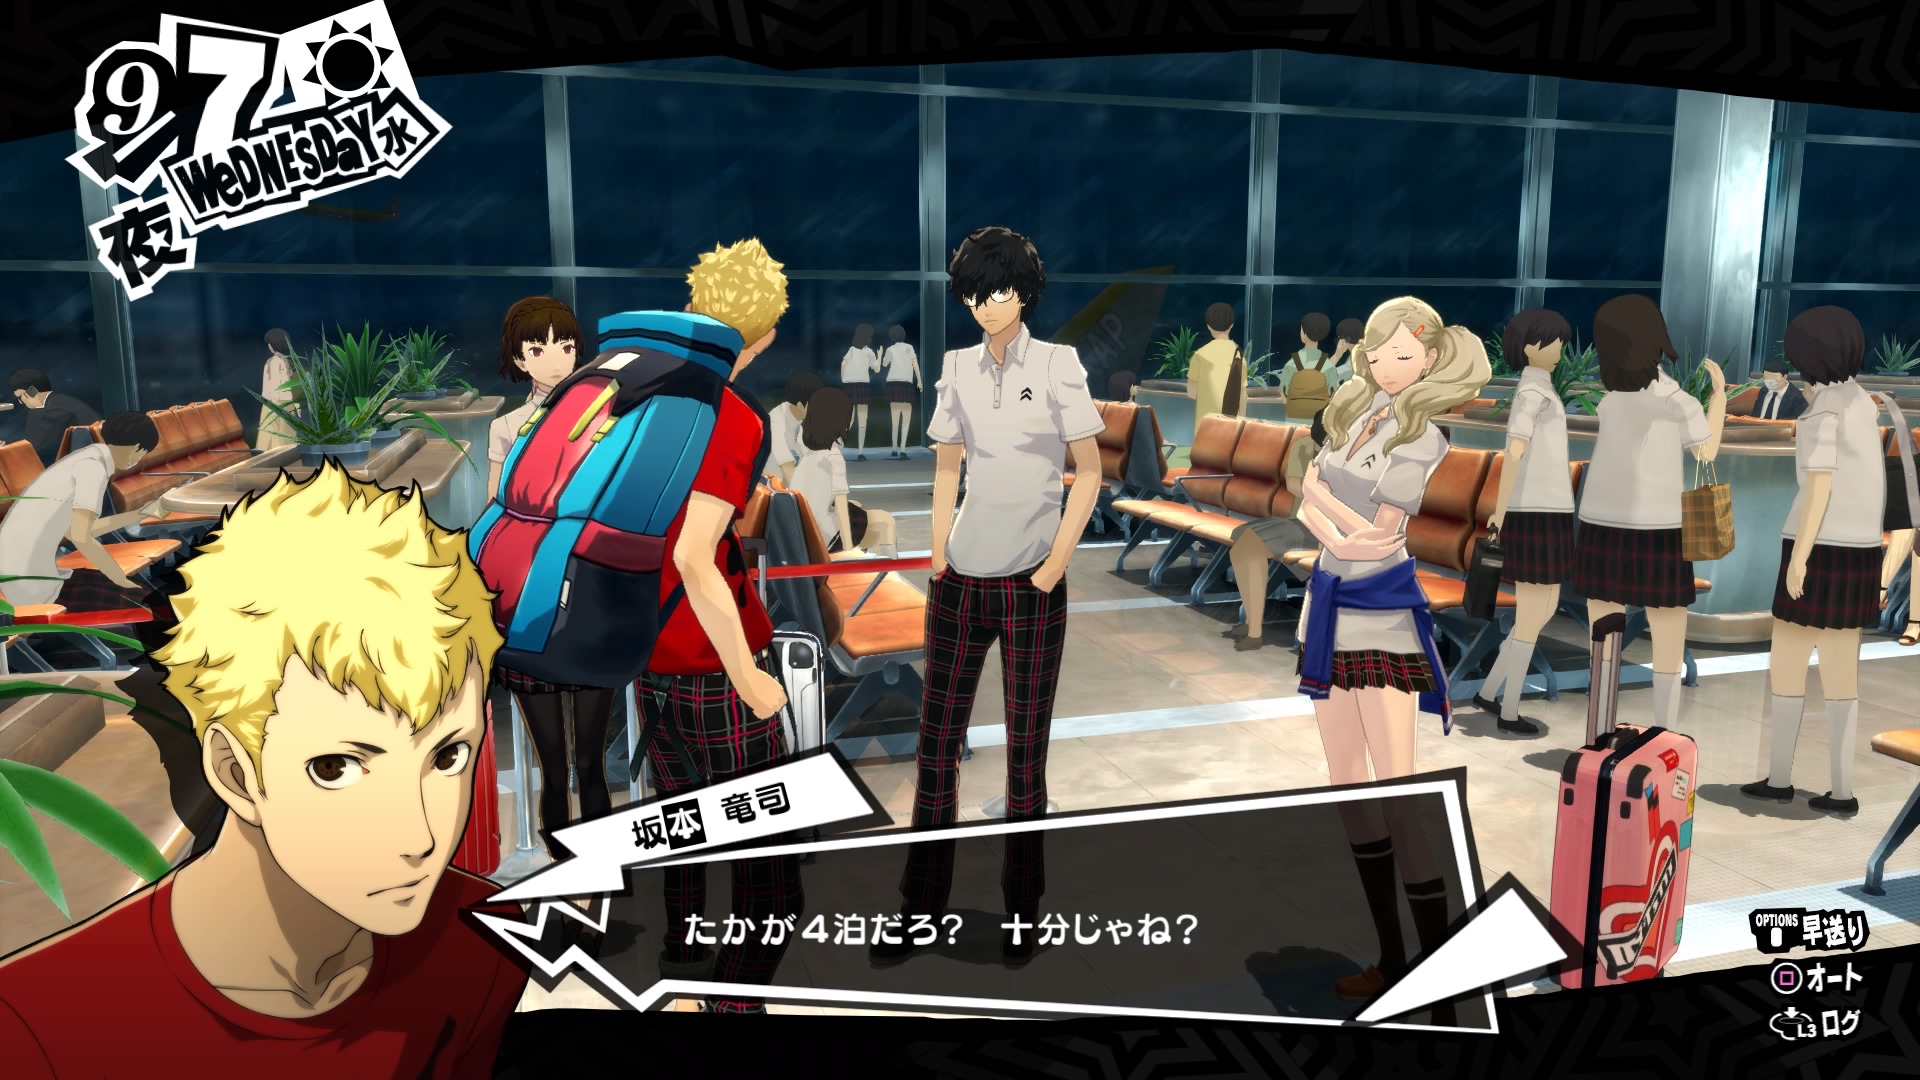 9/7
WEDNESDAY 水
夜
坂本 竜司
たかが4泊だろ? 十分じゃね?
OPTIONS 早送り
オート
L3 ログ